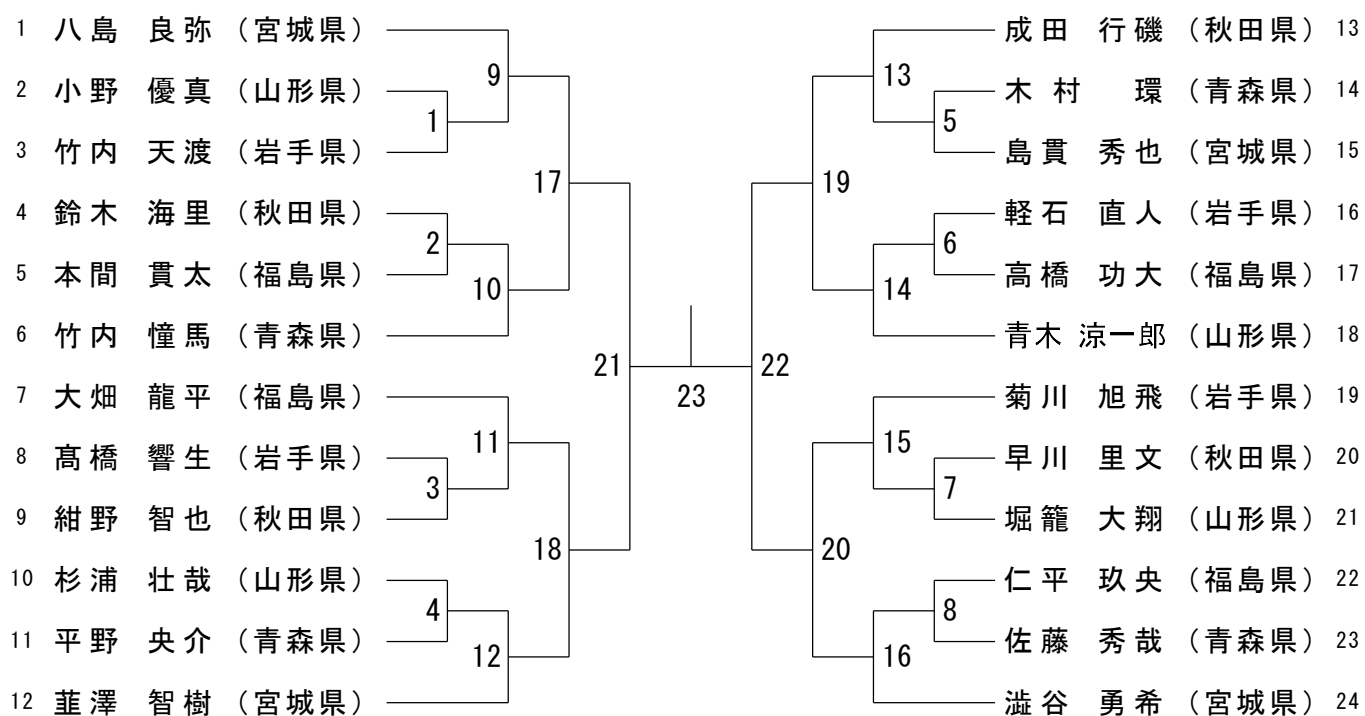 1 八島 良弥 (宮城県)
2 小野 優真 (山形県)
3 竹内 天渡 (岩手県)
4 鈴木 海里 (秋田県)
5 本間 貫太 (福島県)
6 竹内 憧馬 (青森県)
7 大畑 龍平 (福島県)
8 髙橋 響生 (岩手県)
9 紺野 智也 (秋田県)
10 杉浦 壮哉 (山形県)
11 平野 央介 (青森県)
12 韮澤 智樹 (宮城県)
9
1
17
2
10
21
11
3
18
4
12
23
22
13
5
19
6
14
15
7
20
8
16
成田 行磯 (秋田県) 13
木村 環 (青森県) 14
島貫 秀也 (宮城県) 15
軽石 直人 (岩手県) 16
高橋 功大 (福島県) 17
青木 涼一郎 (山形県) 18
菊川 旭飛 (岩手県) 19
早川 里文 (秋田県) 20
堀籠 大翔 (山形県) 21
仁平 玖央 (福島県) 22
佐藤 秀哉 (青森県) 23
澁谷 勇希 (宮城県) 24